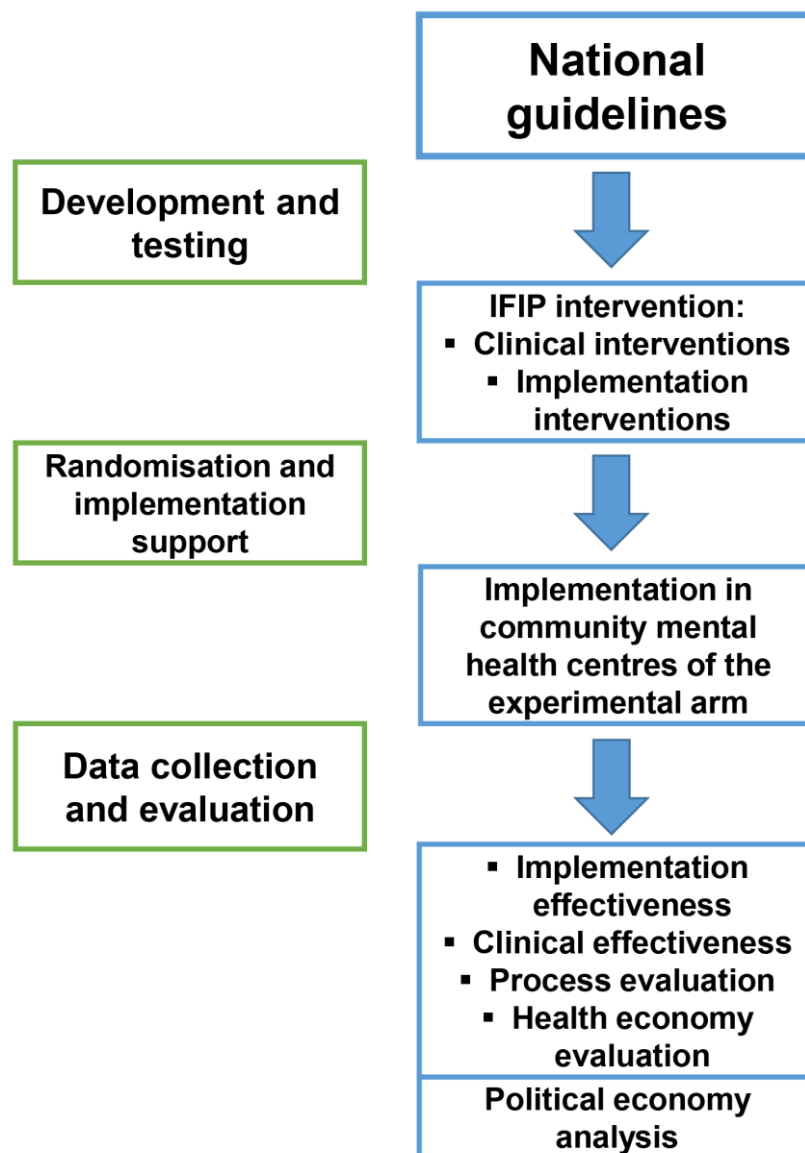 National
guidelines
Development and
testing
IFIP intervention:
▪ Clinical interventions
▪ Implementation
interventions
Randomisation and
implementation
support
Implementation in
community mental
health centres of the
experimental arm
Data collection
and evaluation
▪ Implementation
effectiveness
▪ Clinical effectiveness
▪ Process evaluation
▪ Health economy
evaluation
Political economy
analysis